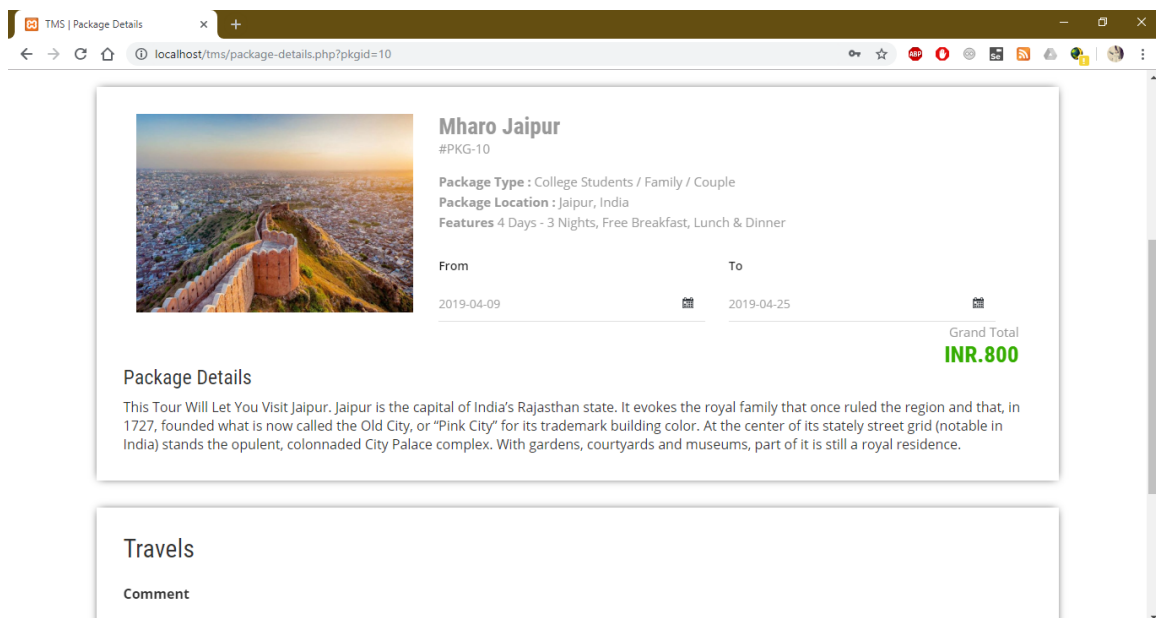 TMS | Package Details
localhost/tms/package-details.php?pkgid=10
ABP
Se
Mharo Jaipur
#PKG-10
Package Type : College Students / Family / Couple
Package Location : Jaipur, India
Features 4 Days - 3 Nights, Free Breakfast, Lunch & Dinner
From To
2019-04-09 2019-04-25
Grand Total
INR.800
Package Details
This Tour Will Let You Visit Jaipur. Jaipur is the capital of India’s Rajasthan state. It evokes the royal family that once ruled the region and that, in
1727, founded what is now called the Old City, or “Pink City” for its trademark building color. At the center of its stately street grid (notable in
India) stands the opulent, colonnaded City Palace complex. With gardens, courtyards and museums, part of it is still a royal residence.
Travels
Comment